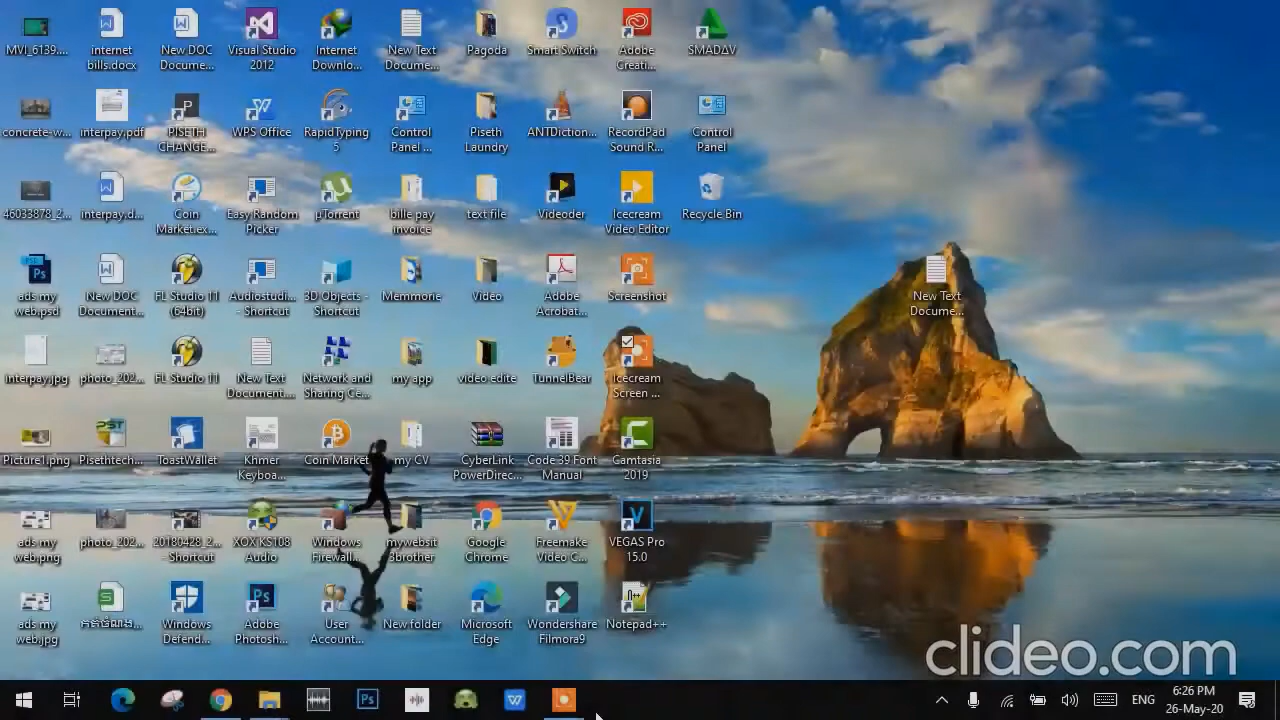 MVI_6139....
internet
bills.docx
New DOC
Docume...
Visual Studio
2012
Internet
Downlo...
New Text
Docume...
Pagoda
Smart Switch
Adobe
Creati...
SMADΔV
concrete-w...
interpay.pdf
P
PISETH
CHANGE...
WPS Office
RapidTyping
5
Control
Panel ...
Piseth
Laundry
ANTDiction...
RecordPad
Sound R...
Control
Panel
46033878_2...
interpay.d...
Coin
Market.ex...
Easy Random
Picker
µTorrent
bille pay
invoice
text file
Videoder
Icecream
Video Editor
Recycle Bin
Ps
ads my
web.psd
New DOC
Document...
FL Studio 11
(64bit)
Audiostudi...
- Shortcut
3D Objects -
Shortcut
Memmorie
Video
Adobe
Acrobat...
Screenshot
New Text
Docume...
interpay.jpg
photo_202...
FL Studio 11
New Text
Document...
Network and
Sharing Ce...
my app
video edite
TunnelBear
Icecream
Screen ...
Picture1.png
PST
Pisethtech...
ToastWallet
Khmer
Keyboa...
Coin Market
my CV
CyberLink
PowerDirec...
Code 39 Font
Manual
Camtasia
2019
ads my
web.png
photo_202...
20180428_2...
- Shortcut
XOX KS108
Audio
Windows
Firewall...
mywebsit
3brother
Google
Chrome
Freemake
Video C...
V
VEGAS Pro
15.0
ads my
web.jpg
Windows
Defend...
Ps
Adobe
Photosh...
User
Account...
New folder
Microsoft
Edge
Wondershare
Filmora9
Notepad++
clideo.com
Ps
W
ENG
6:26 PM
26-May-20